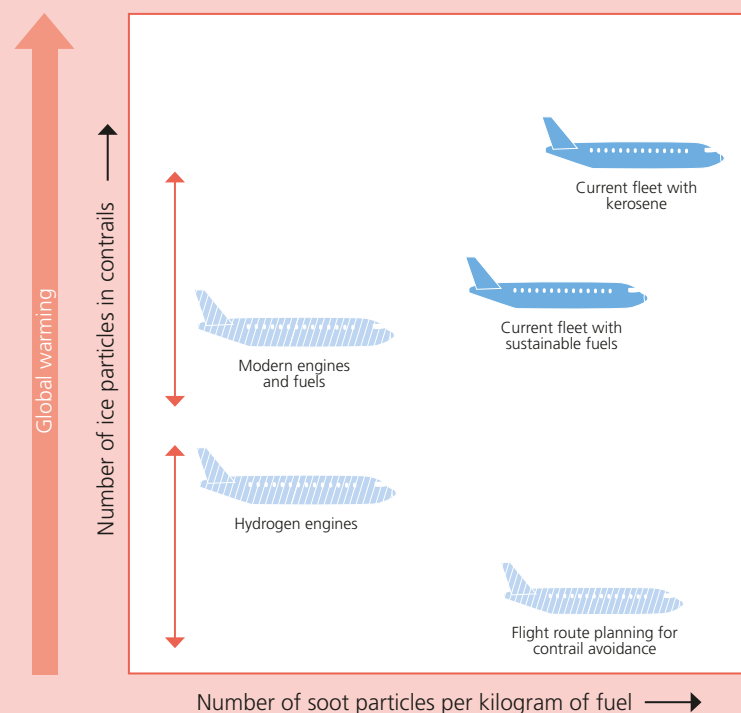 Global warming
Number of ice particles in contrails
Current fleet with
kerosene
Current fleet with
sustainable fuels
Modern engines
and fuels
Hydrogen engines
Flight route planning for
contrail avoidance
Number of soot particles per kilogram of fuel